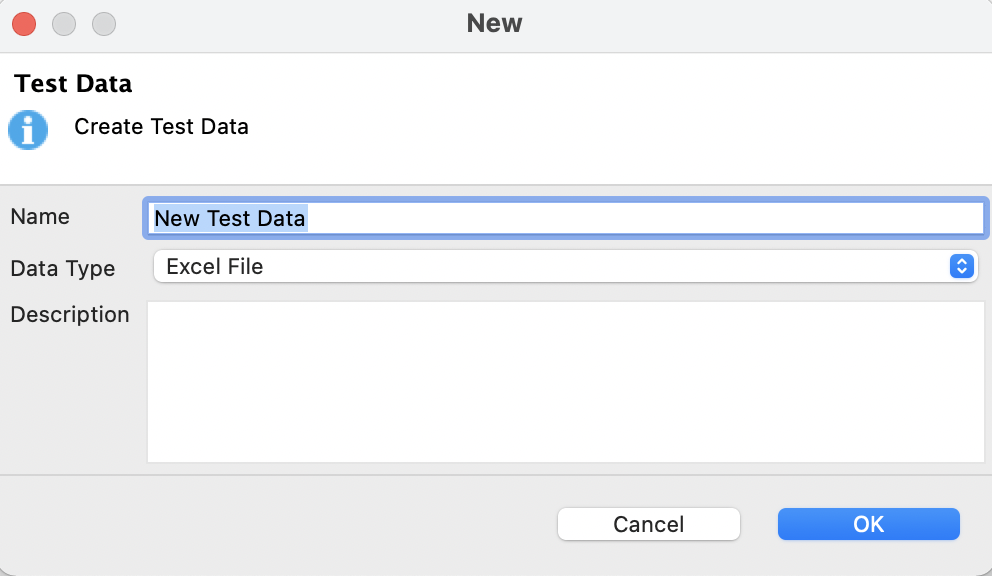 New
Test Data
Create Test Data
Name
New Test Data
Data Type
Excel File
Description
Cancel
OK